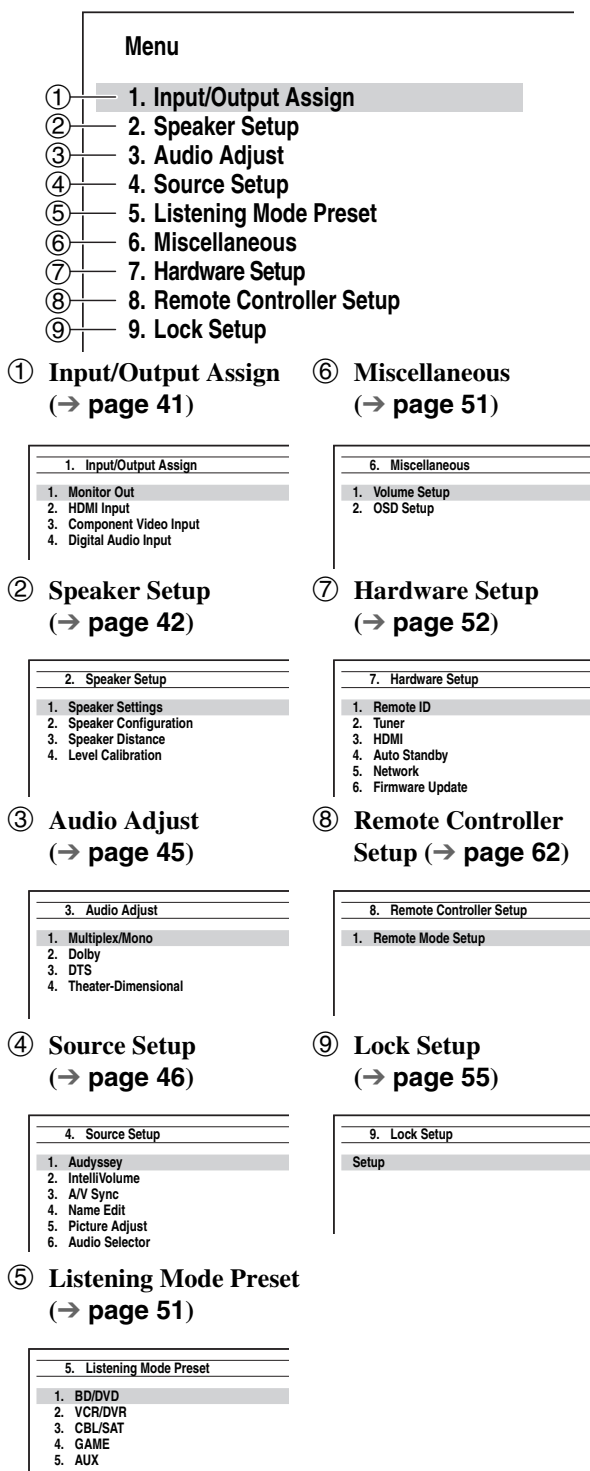 Menu
① 1. Input/Output Assign
② 2. Speaker Setup
③ 3. Audio Adjust
④ 4. Source Setup
⑤ 5. Listening Mode Preset
⑥ 6. Miscellaneous
⑦ 7. Hardware Setup
⑧ 8. Remote Controller Setup
⑨ 9. Lock Setup
① Input/Output Assign
(➔ page 41)
1. Input/Output Assign
1. Monitor Out
2. HDMI Input
3. Component Video Input
4. Digital Audio Input
② Speaker Setup
(➔ page 42)
2. Speaker Setup
1. Speaker Settings
2. Speaker Configuration
3. Speaker Distance
4. Level Calibration
③ Audio Adjust
(➔ page 45)
3. Audio Adjust
1. Multiplex/Mono
2. Dolby
3. DTS
4. Theater-Dimensional
④ Source Setup
(➔ page 46)
4. Source Setup
1. Audyssey
2. IntelliVolume
3. A/V Sync
4. Name Edit
5. Picture Adjust
6. Audio Selector
⑤ Listening Mode Preset
(➔ page 51)
5. Listening Mode Preset
1. BD/DVD
2. VCR/DVR
3. CBL/SAT
4. GAME
5. AUX
⑥ Miscellaneous
(➔ page 51)
6. Miscellaneous
1. Volume Setup
2. OSD Setup
⑦ Hardware Setup
(➔ page 52)
7. Hardware Setup
1. Remote ID
2. Tuner
3. HDMI
4. Auto Standby
5. Network
6. Firmware Update
⑧ Remote Controller
Setup (➔ page 62)
8. Remote Controller Setup
1. Remote Mode Setup
⑨ Lock Setup
(➔ page 55)
9. Lock Setup
Setup